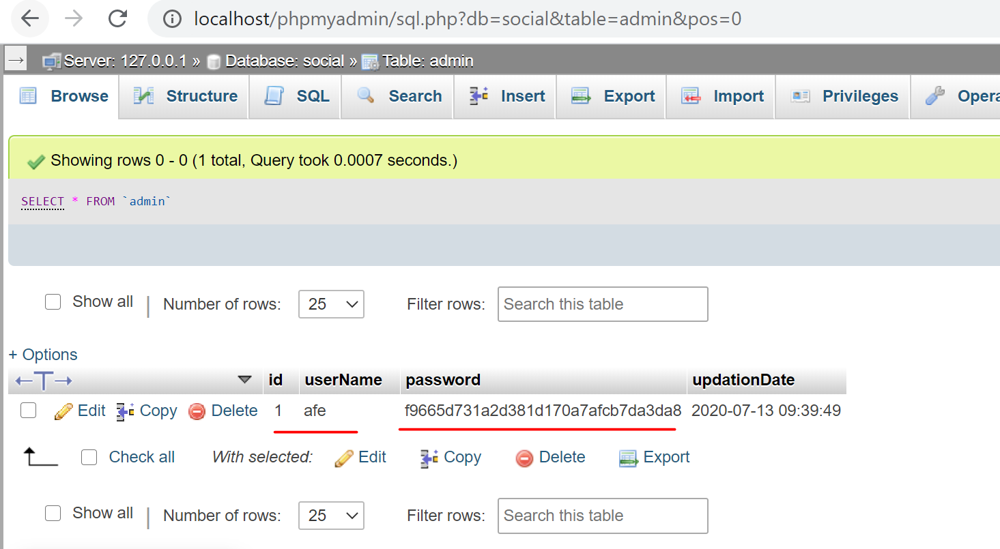 localhost/phpmyadmin/sql.php?db=social&table=admin&pos=0
Server: 127.0.0.1 » Database: social » Table: admin
Browse Structure SQL Search Insert Export Import Privileges Opera
Showing rows 0 - 0 (1 total, Query took 0.0007 seconds.)
SELECT * FROM `admin`
Show all | Number of rows: 25 Filter rows: Search this table
+ Options
←T→ id userName password updationDate
Edit Copy Delete 1 afe f9665d731a2d381d170a7afcb7da3da8 2020-07-13 09:39:49
Check all With selected: Edit Copy Delete Export
Show all | Number of rows: 25 Filter rows: Search this table